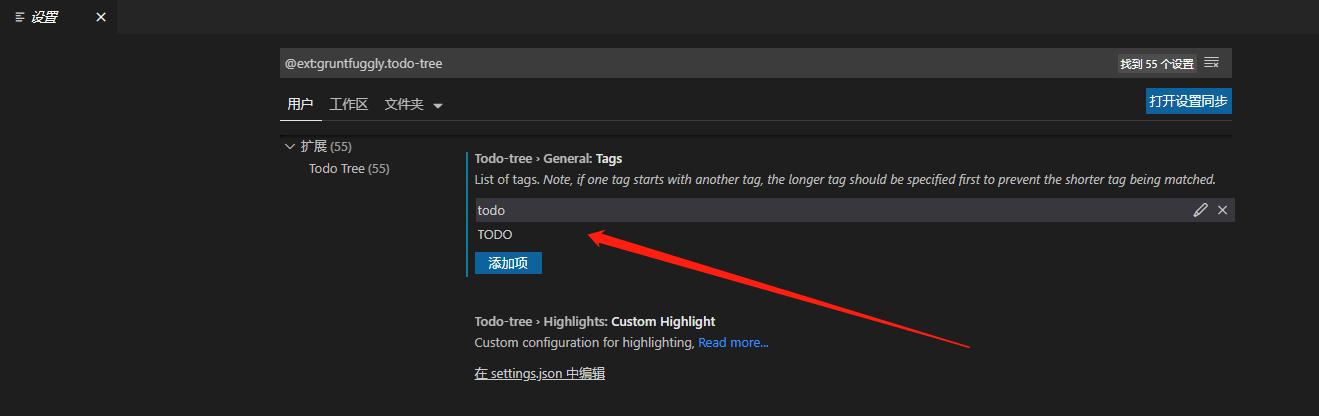 设置
@ext:gruntfuggly.todo-tree
找到 55 个设置
用户 工作区 文件夹
打开设置同步
扩展 (55)
Todo Tree (55)
Todo-tree › General: Tags
List of tags. Note, if one tag starts with another tag, the longer tag should be specified first to prevent the shorter tag being matched.
todo
TODO
添加项
Todo-tree › Highlights: Custom Highlight
Custom configuration for highlighting, Read more...
在 settings.json 中编辑